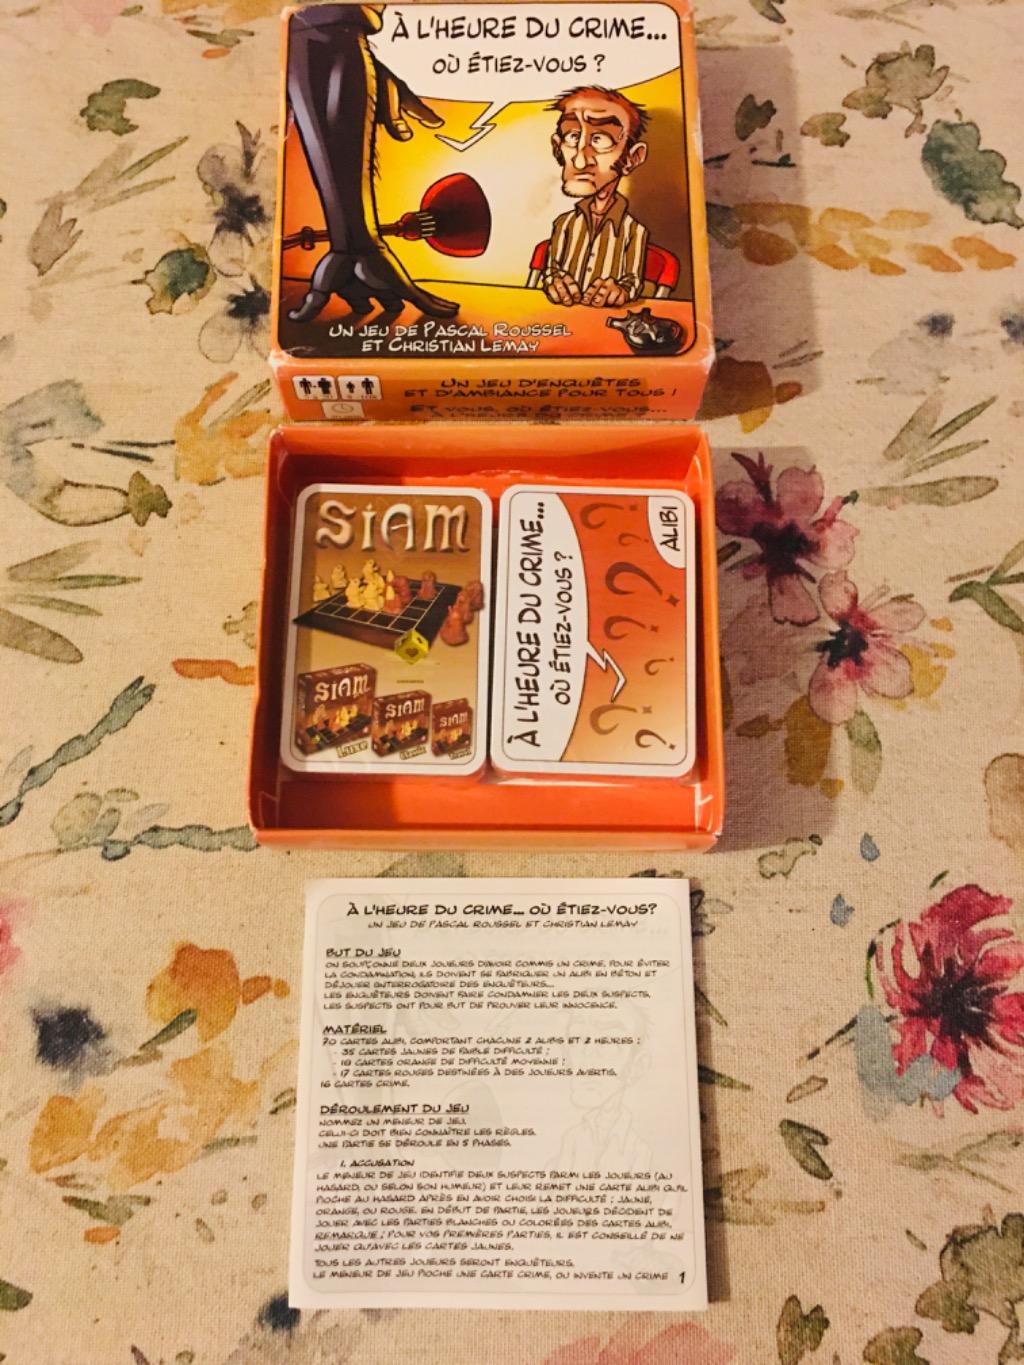 À L'HEURE DU CRIME...
OÙ ÉTIEZ-VOUS ?
UN JEU DE PASCAL ROUSSEL
ET CHRISTIAN LEMAY
UN JEU D'ENQUÊTES
ET D'AMBIANCE POUR TOUS !
ET VOUS, OÙ ÉTIEZ-VOUS...
À L'HEURE DU CRIME
SIAM
SIAM
SIAM
SIAM
LUXE
À L'HEURE DU CRIME...
OÙ ÉTIEZ-VOUS ?
ALIBI
À L'HEURE DU CRIME... OÙ ÉTIEZ-VOUS?
UN JEU DE PASCAL ROUSSEL ET CHRISTIAN LEMAY
BUT DU JEU
ON SOUPÇONNE DEUX JOUEURS D'AVOIR COMMIS UN CRIME. POUR ÉVITER
LA CONDAMNATION, ILS DOIVENT SE FABRIQUER UN ALIBI EN BÉTON ET
DÉJOUER L'INTERROGATOIRE DES ENQUÊTEURS...
LES ENQUÊTEURS DOIVENT FAIRE CONDAMNER LES DEUX SUSPECTS.
LES SUSPECTS ONT POUR BUT DE PROUVER LEUR INNOCENCE.
MATÉRIEL
70 CARTES ALIBI, COMPORTANT CHACUNE 2 ALIBIS ET 2 HEURES :
- 35 CARTES JAUNES DE FAIBLE DIFFICULTÉ ;
- 18 CARTES ORANGE DE DIFFICULTÉ MOYENNE ;
- 17 CARTES ROUGES DESTINÉES À DES JOUEURS AVERTIS.
16 CARTES CRIME.
DÉROULEMENT DU JEU
NOMMEZ UN MENEUR DE JEU.
CELUI-CI DOIT BIEN CONNAÎTRE LES RÈGLES.
UNE PARTIE SE DÉROULE EN 5 PHASES.
1. ACCUSATION
LE MENEUR DE JEU IDENTIFIE DEUX SUSPECTS PARMI LES JOUEURS (AU
HASARD, OU SELON SON HUMEUR) ET LEUR REMET UNE CARTE ALIBI QU'IL
PIOCHE AU HASARD APRÈS EN AVOIR CHOISI LA DIFFICULTÉ : JAUNE,
ORANGE, OU ROUGE. EN DÉBUT DE PARTIE, LES JOUEURS DÉCIDENT DE
JOUER AVEC LES PARTIES BLANCHES OU COLORÉES DES CARTES ALIBI.
REMARQUE : POUR VOS PREMIÈRES PARTIES, IL EST CONSEILLÉ DE NE
JOUER QU'AVEC LES CARTES JAUNES.
TOUS LES AUTRES JOUEURS SERONT ENQUÊTEURS.
LE MENEUR DE JEU PIOCHE UNE CARTE CRIME, OU INVENTE UN CRIME 1